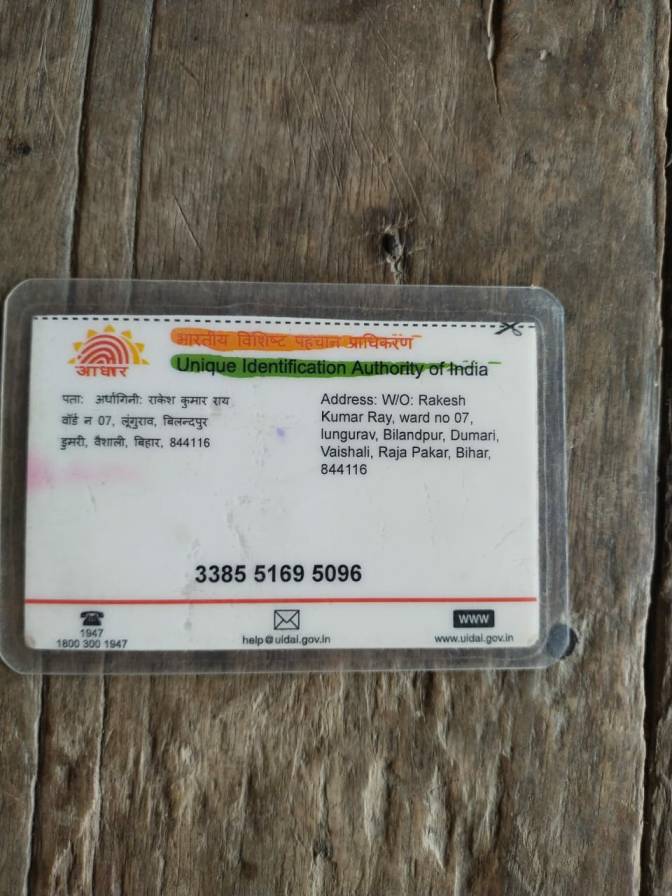 भारतीय विशिष्ट पहचान प्राधिकरण
Unique Identification Authority of India
आधार
पता: अर्धागिनी: राकेश कुमार राय
वॉर्ड न 07, लूंगुराव, बिलन्दपुर
डुमरी, वैशाली, बिहार, 844116
Address: W/O: Rakesh
Kumar Ray, ward no 07,
lungurav, Bilandpur, Dumari,
Vaishali, Raja Pakar, Bihar,
844116
3385 5169 5096
1947
1800 300 1947
help@uidai.gov.in
WWW
www.uidai.gov.in